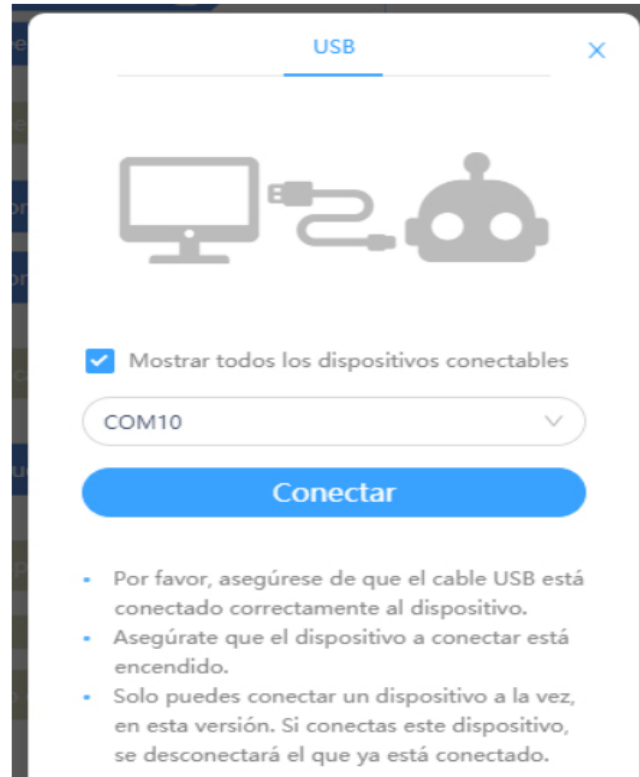 USB
Mostrar todos los dispositivos conectables
COM10
Conectar
Por favor, asegúrese de que el cable USB está
conectado correctamente al dispositivo.
Asegúrate que el dispositivo a conectar está
encendido.
Solo puedes conectar un dispositivo a la vez,
en esta versión. Si conectas este dispositivo,
se desconectará el que ya está conectado.